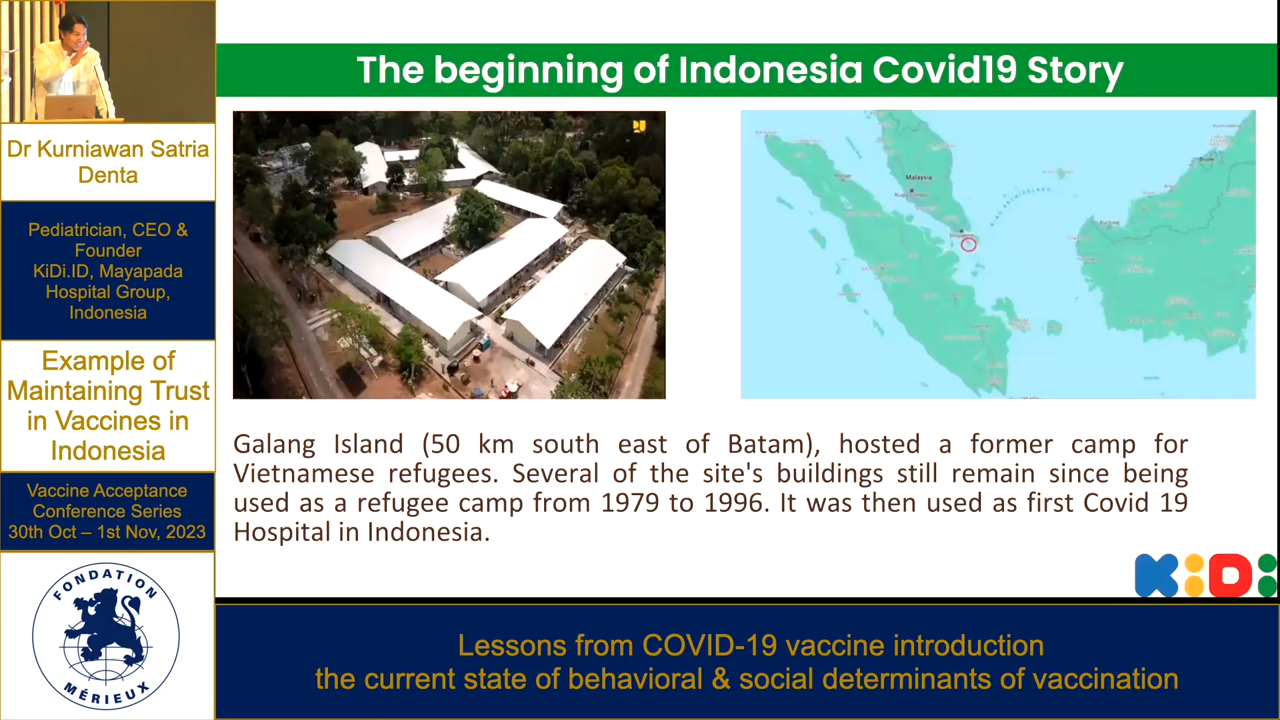 Dr Kurniawan Satria
Denta
Pediatrician, CEO &
Founder
KiDi.ID, Mayapada
Hospital Group,
Indonesia
Example of
Maintaining Trust
in Vaccines in
Indonesia
Vaccine Acceptance
Conference Series
30th Oct – 1st Nov, 2023
FONDATION
MÉRIEUX
The beginning of Indonesia Covid19 Story
Malaysia
Kuala Lumpur
Galang Island (50 km south east of Batam), hosted a former camp for
Vietnamese refugees. Several of the site's buildings still remain since being
used as a refugee camp from 1979 to 1996. It was then used as first Covid 19
Hospital in Indonesia.
KiDi
Lessons from COVID-19 vaccine introduction
the current state of behavioral & social determinants of vaccination